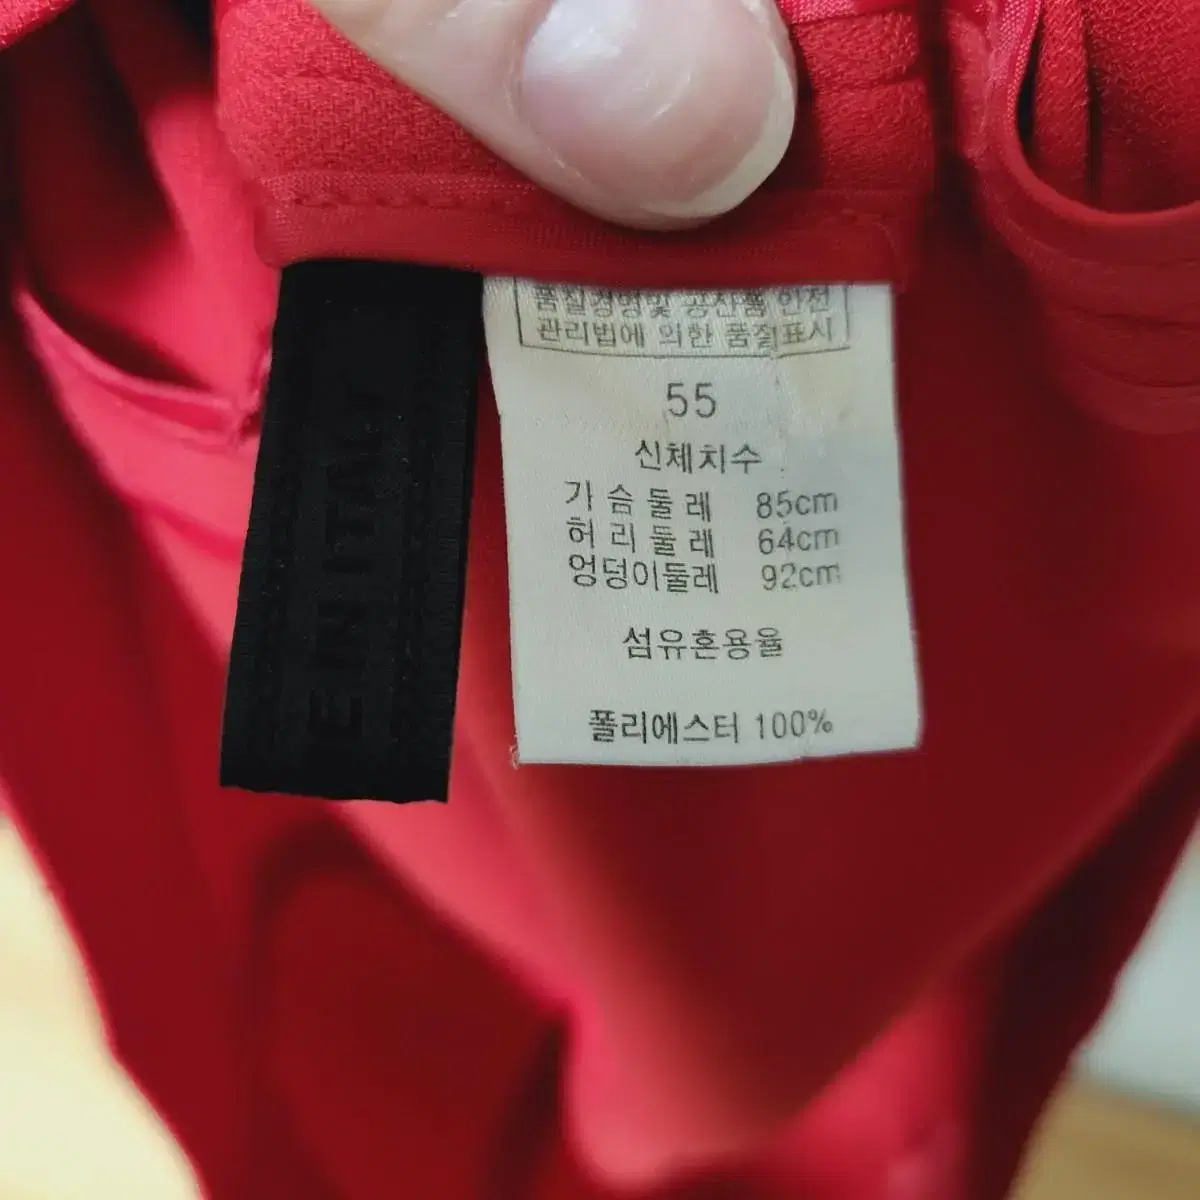 품질경영및 공산품 안전
관리법에 의한 품질표시
55
신체치수
가슴둘레 85cm
허리둘레 64cm
엉덩이둘레 92cm
섬유혼용율
폴리에스터 100%
E IN ITALY